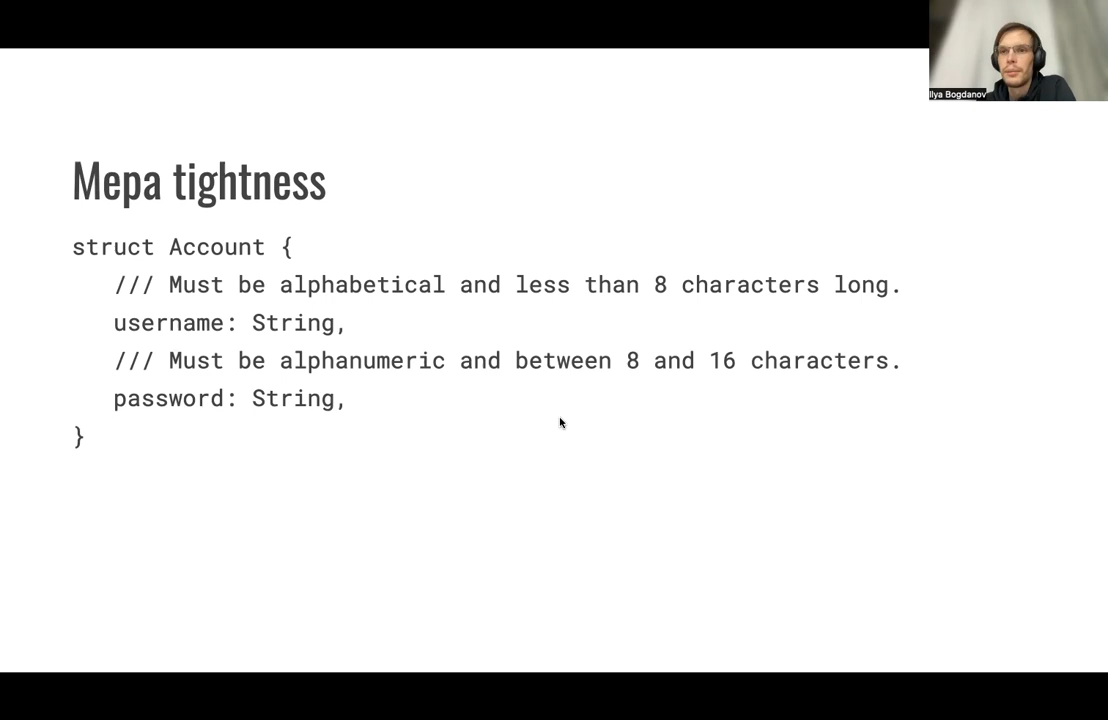 Ilya Bogdanov
Мера tightness
struct Account {
/// Must be alphabetical and less than 8 characters long.
username: String,
/// Must be alphanumeric and between 8 and 16 characters.
password: String,
}